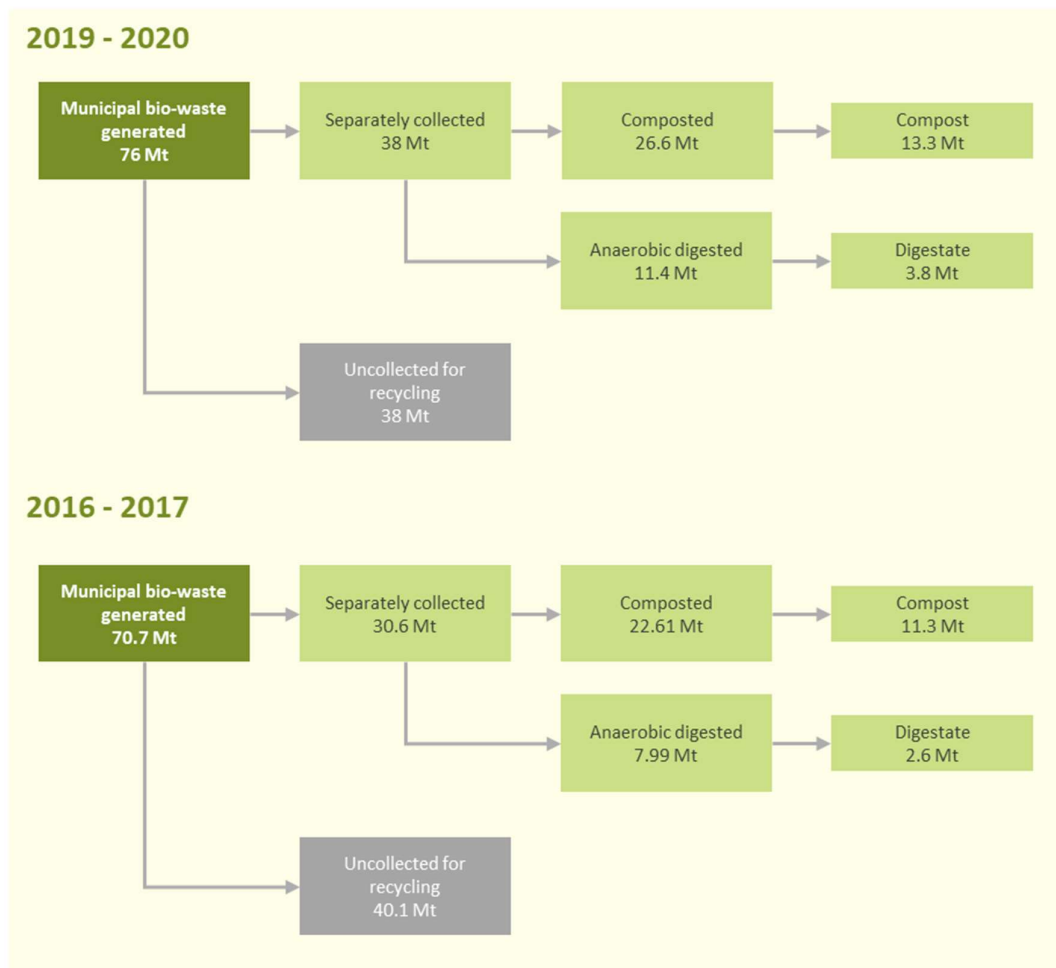 2019 - 2020
Municipal bio-waste
generated
76 Mt
Separately collected
38 Mt
Composted
26.6 Mt
Compost
13.3 Mt
Anaerobic digested
11.4 Mt
Digestate
3.8 Mt
Uncollected for
recycling
38 Mt
2016 - 2017
Municipal bio-waste
generated
70.7 Mt
Separately collected
30.6 Mt
Composted
22.61 Mt
Compost
11.3 Mt
Anaerobic digested
7.99 Mt
Digestate
2.6 Mt
Uncollected for
recycling
40.1 Mt